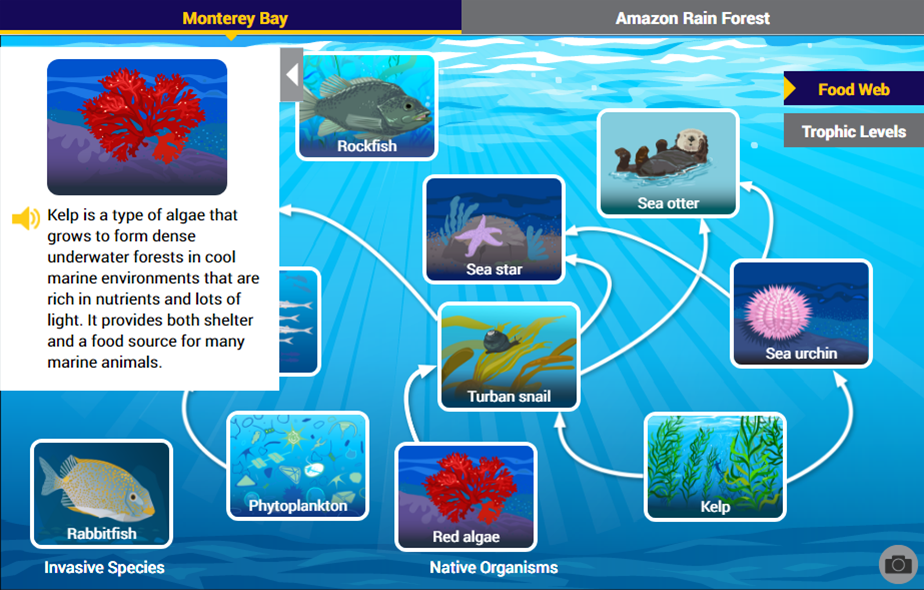 Monterey Bay
Amazon Rain Forest
Food Web
Trophic Levels
Kelp is a type of algae that
grows to form dense
underwater forests in cool
marine environments that are
rich in nutrients and lots of
light. It provides both shelter
and a food source for many
marine animals.
Rockfish
Sea otter
Sea star
Sea urchin
Turban snail
Phytoplankton
Kelp
Rabbitfish
Red algae
Invasive Species
Native Organisms